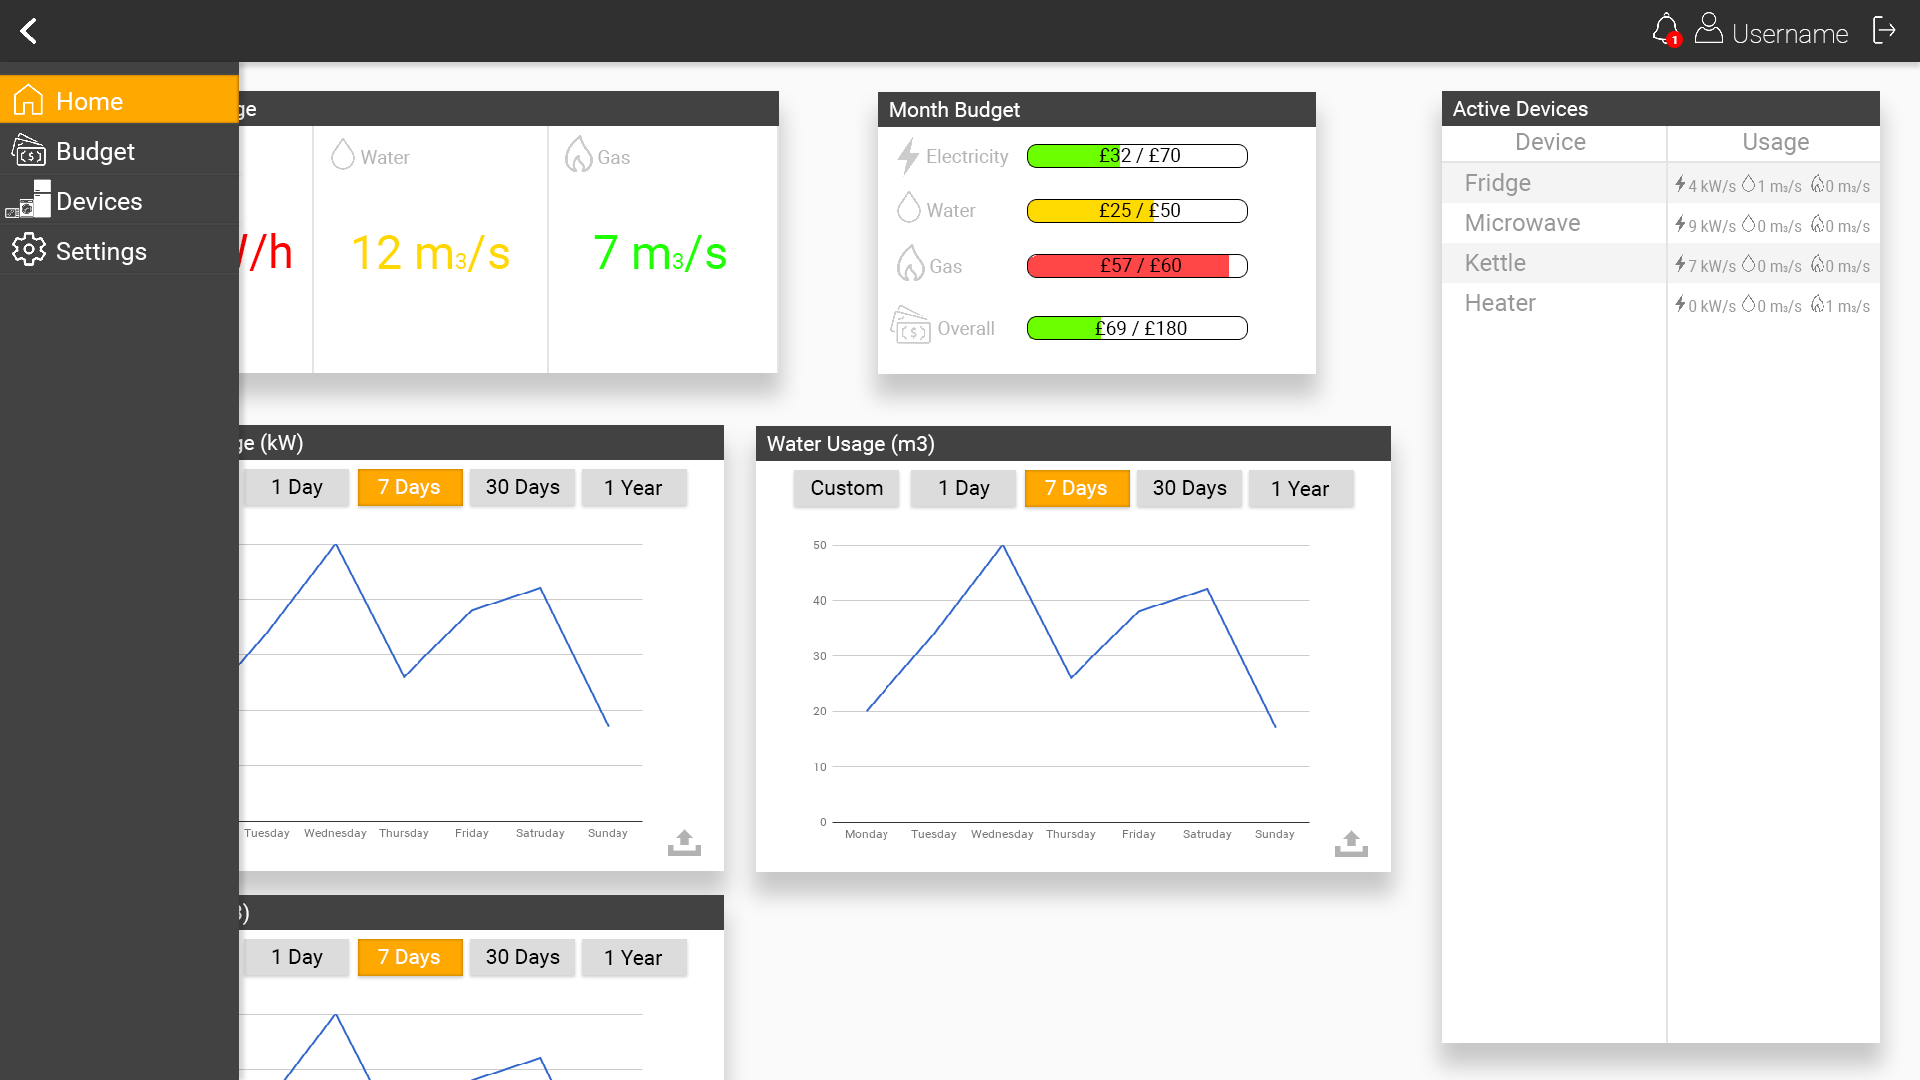 1
Username
Home
Budget
Devices
Settings
ge
/h
Water
12 m3/s
Gas
7 m3/s
Month Budget
Electricity
£32 / £70
Water
£25 / £50
Gas
£57 / £60
Overall
£69 / £180
Active Devices
Device
Usage
Fridge
4 kW/s 1 m3/s 0 m3/s
Microwave
9 kW/s 0 m3/s 0 m3/s
Kettle
7 kW/s 0 m3/s 0 m3/s
Heater
0 kW/s 0 m3/s 1 m3/s
ge (kW)
1 Day
7 Days
30 Days
1 Year
Tuesday Wednesday Thursday Friday Satruday Sunday
Water Usage (m3)
Custom
1 Day
7 Days
30 Days
1 Year
50
40
30
20
10
0
Monday Tuesday Wednesday Thursday Friday Satruday Sunday
3)
1 Day
7 Days
30 Days
1 Year